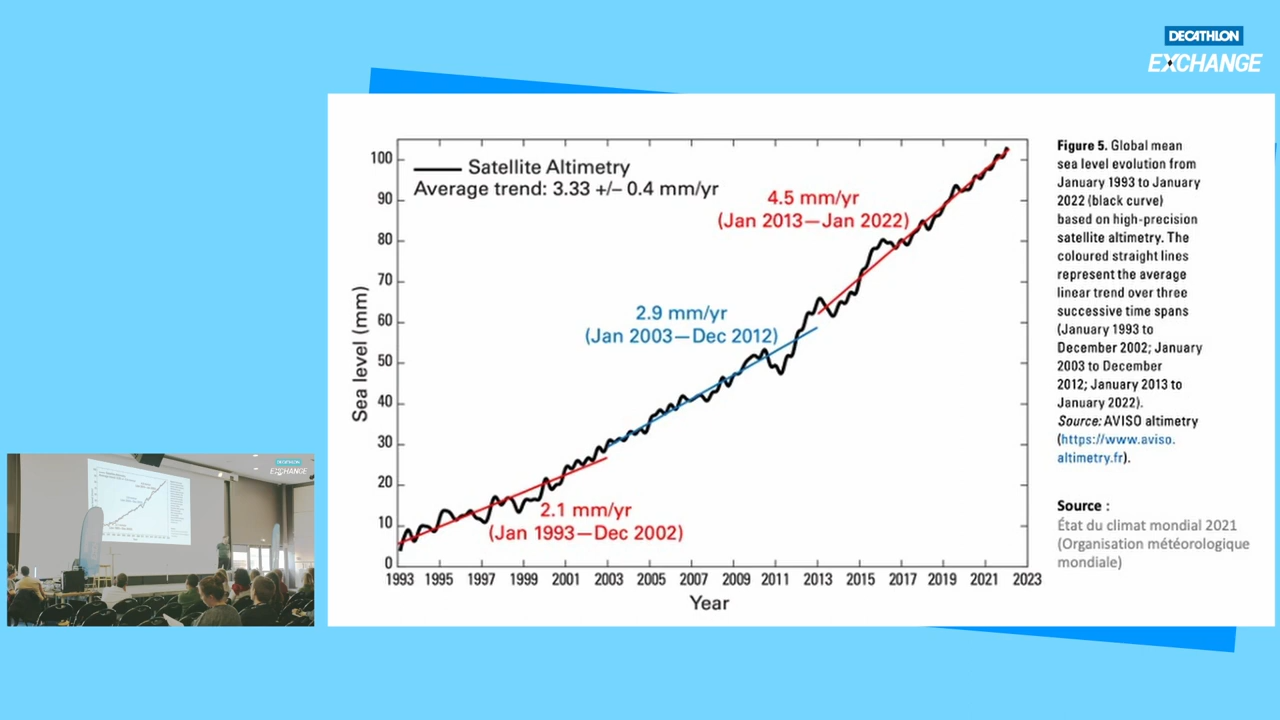 DECATHLON
EXCHANGE
Satellite Altimetry
Average trend: 3.33 +/– 0.4 mm/yr
4.5 mm/yr
(Jan 2013—Jan 2022)
2.9 mm/yr
(Jan 2003—Dec 2012)
2.1 mm/yr
(Jan 1993—Dec 2002)
Sea level (mm)
100
90
80
70
60
50
40
30
20
10
0
1993 1995 1997 1999 2001 2003 2005 2007 2009 2011 2013 2015 2017 2019 2021 2023
Year
Figure 5. Global mean
sea level evolution from
January 1993 to January
2022 (black curve)
based on high-precision
satellite altimetry. The
coloured straight lines
represent the average
linear trend over three
successive time spans
(January 1993 to
December 2002; January
2003 to December
2012; January 2013 to
January 2022).
Source: AVISO altimetry
(https://www.aviso.
altimetry.fr).
Source :
État du climat mondial 2021
(Organisation météorologique
mondiale)
DECATHLON
EXCHANGE